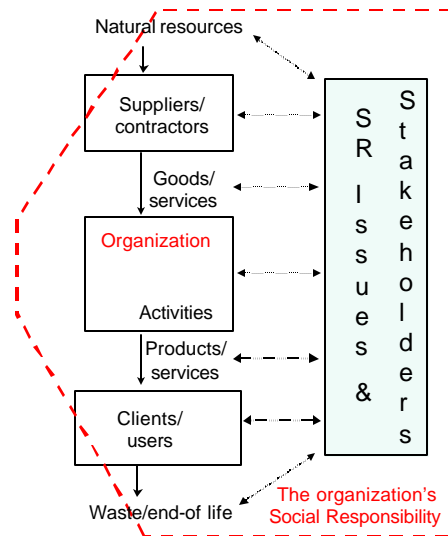 Natural resources
Suppliers/
contractors
Goods/
services
Organization
Activities
Products/
services
Clients/
users
Waste/end-of life
SR Issues &
Stakeholders
The organization's
Social Responsibility